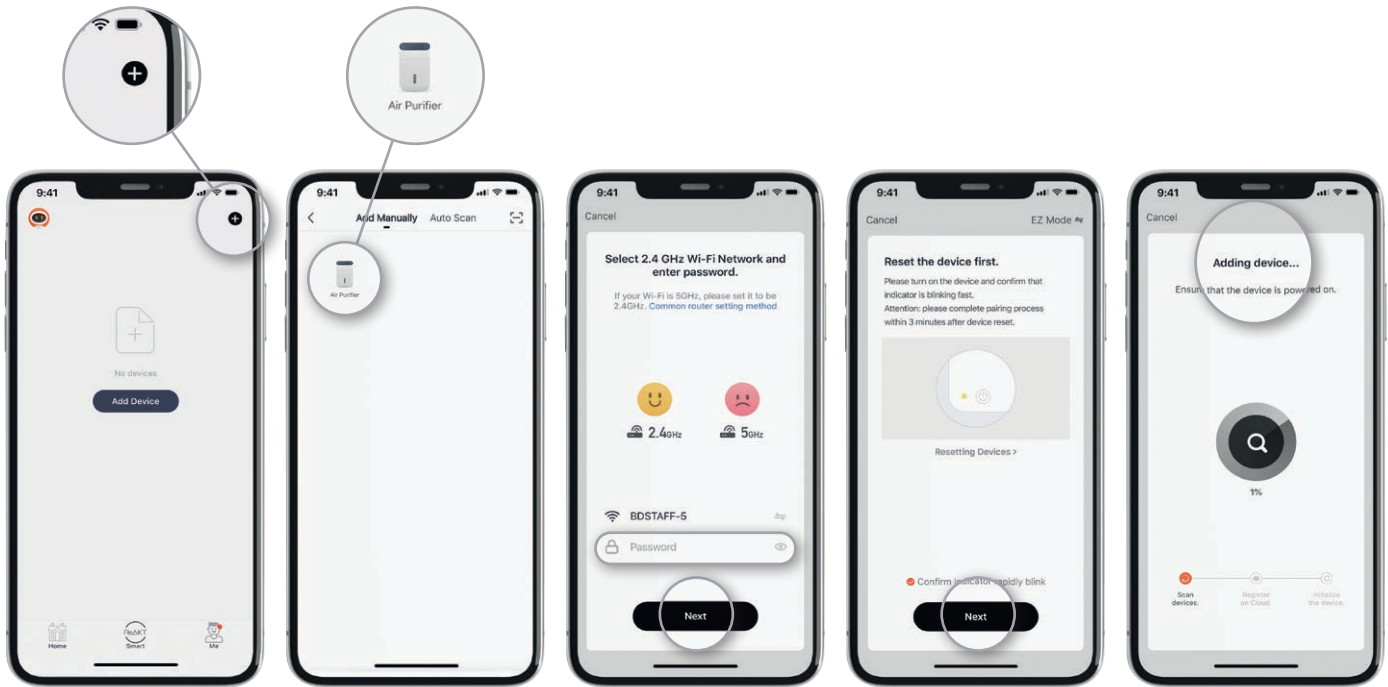 Air Purifier
9:41
No devices
Add Device
Home
ReAKT
Smart
Me
9:41
Add Manually Auto Scan
Air Purifier
9:41
Cancel
Select 2.4 GHz Wi-Fi Network and
enter password.
If your Wi-Fi is 5GHz, please set it to be
2.4GHz. Common router setting method
2.4GHz 5GHz
BDSTAFF-5
Password
Next
9:41
Cancel EZ Mode
Reset the device first.
Please turn on the device and confirm that
indicator is blinking fast.
Attention: please complete pairing process
within 3 minutes after device reset.
Resetting Devices >
Confirm indicator rapidly blink
Next
9:41
Cancel
Adding device...
Ensure that the device is powered on.
1%
Scan
devices.
Register
on Cloud.
Initialize
the device.